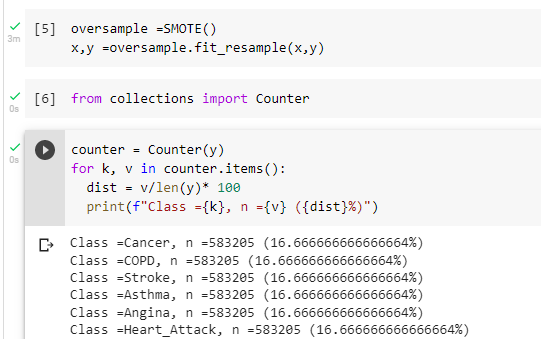 [5] oversample =SMOTE()
3m
x,y =oversample.fit_resample(x,y)
[6] from collections import Counter
0s
counter = Counter(y)
0s
for k, v in counter.items():
dist = v/len(y)* 100
print(f"Class ={k}, n ={v} ({dist}%)")
Class =Cancer, n =583205 (16.666666666666664%)
Class =COPD, n =583205 (16.666666666666664%)
Class =Stroke, n =583205 (16.666666666666664%)
Class =Asthma, n =583205 (16.666666666666664%)
Class =Angina, n =583205 (16.666666666666664%)
Class =Heart_Attack, n =583205 (16.666666666666664%)